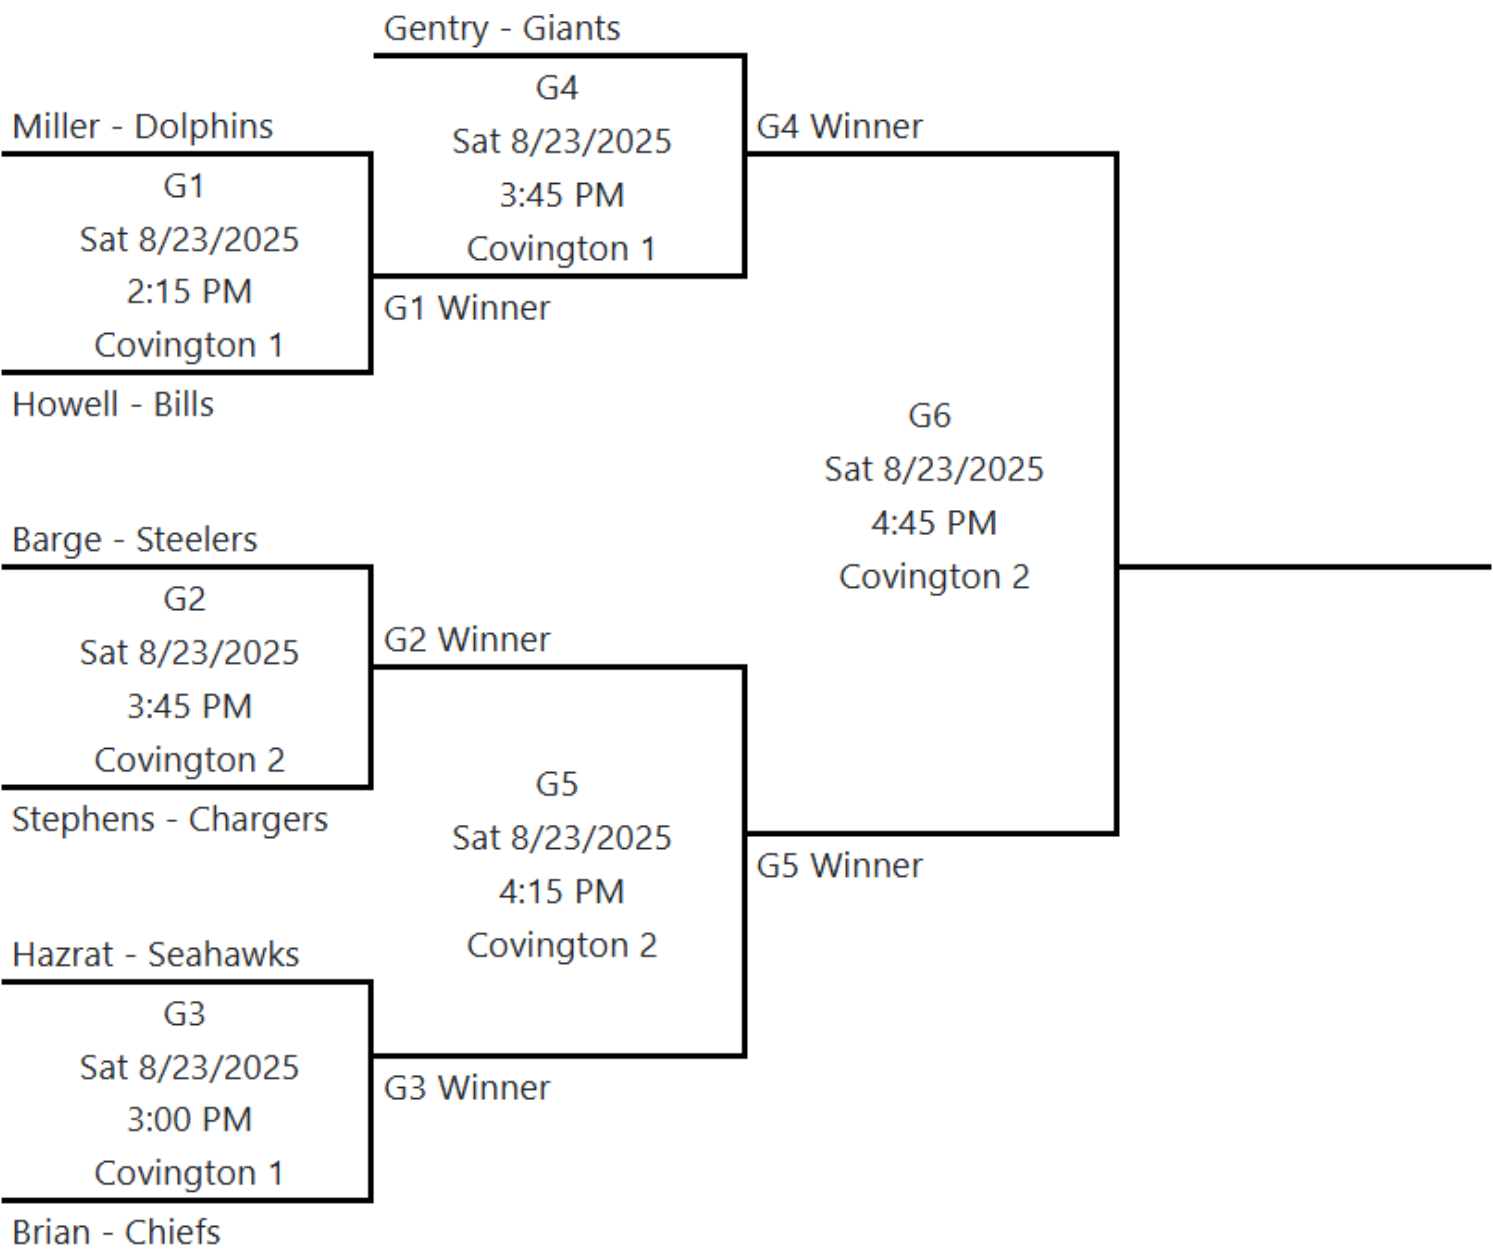 Gentry - Giants
G4
Sat 8/23/2025
3:45 PM
Covington 1
G1 Winner
Miller - Dolphins
G1
Sat 8/23/2025
2:15 PM
Covington 1
Howell - Bills
G4 Winner
G6
Sat 8/23/2025
4:45 PM
Covington 2
G5 Winner
Barge - Steelers
G2
Sat 8/23/2025
3:45 PM
Covington 2
Stephens - Chargers
G2 Winner
G5
Sat 8/23/2025
4:15 PM
Covington 2
G3 Winner
Hazrat - Seahawks
G3
Sat 8/23/2025
3:00 PM
Covington 1
Brian - Chiefs